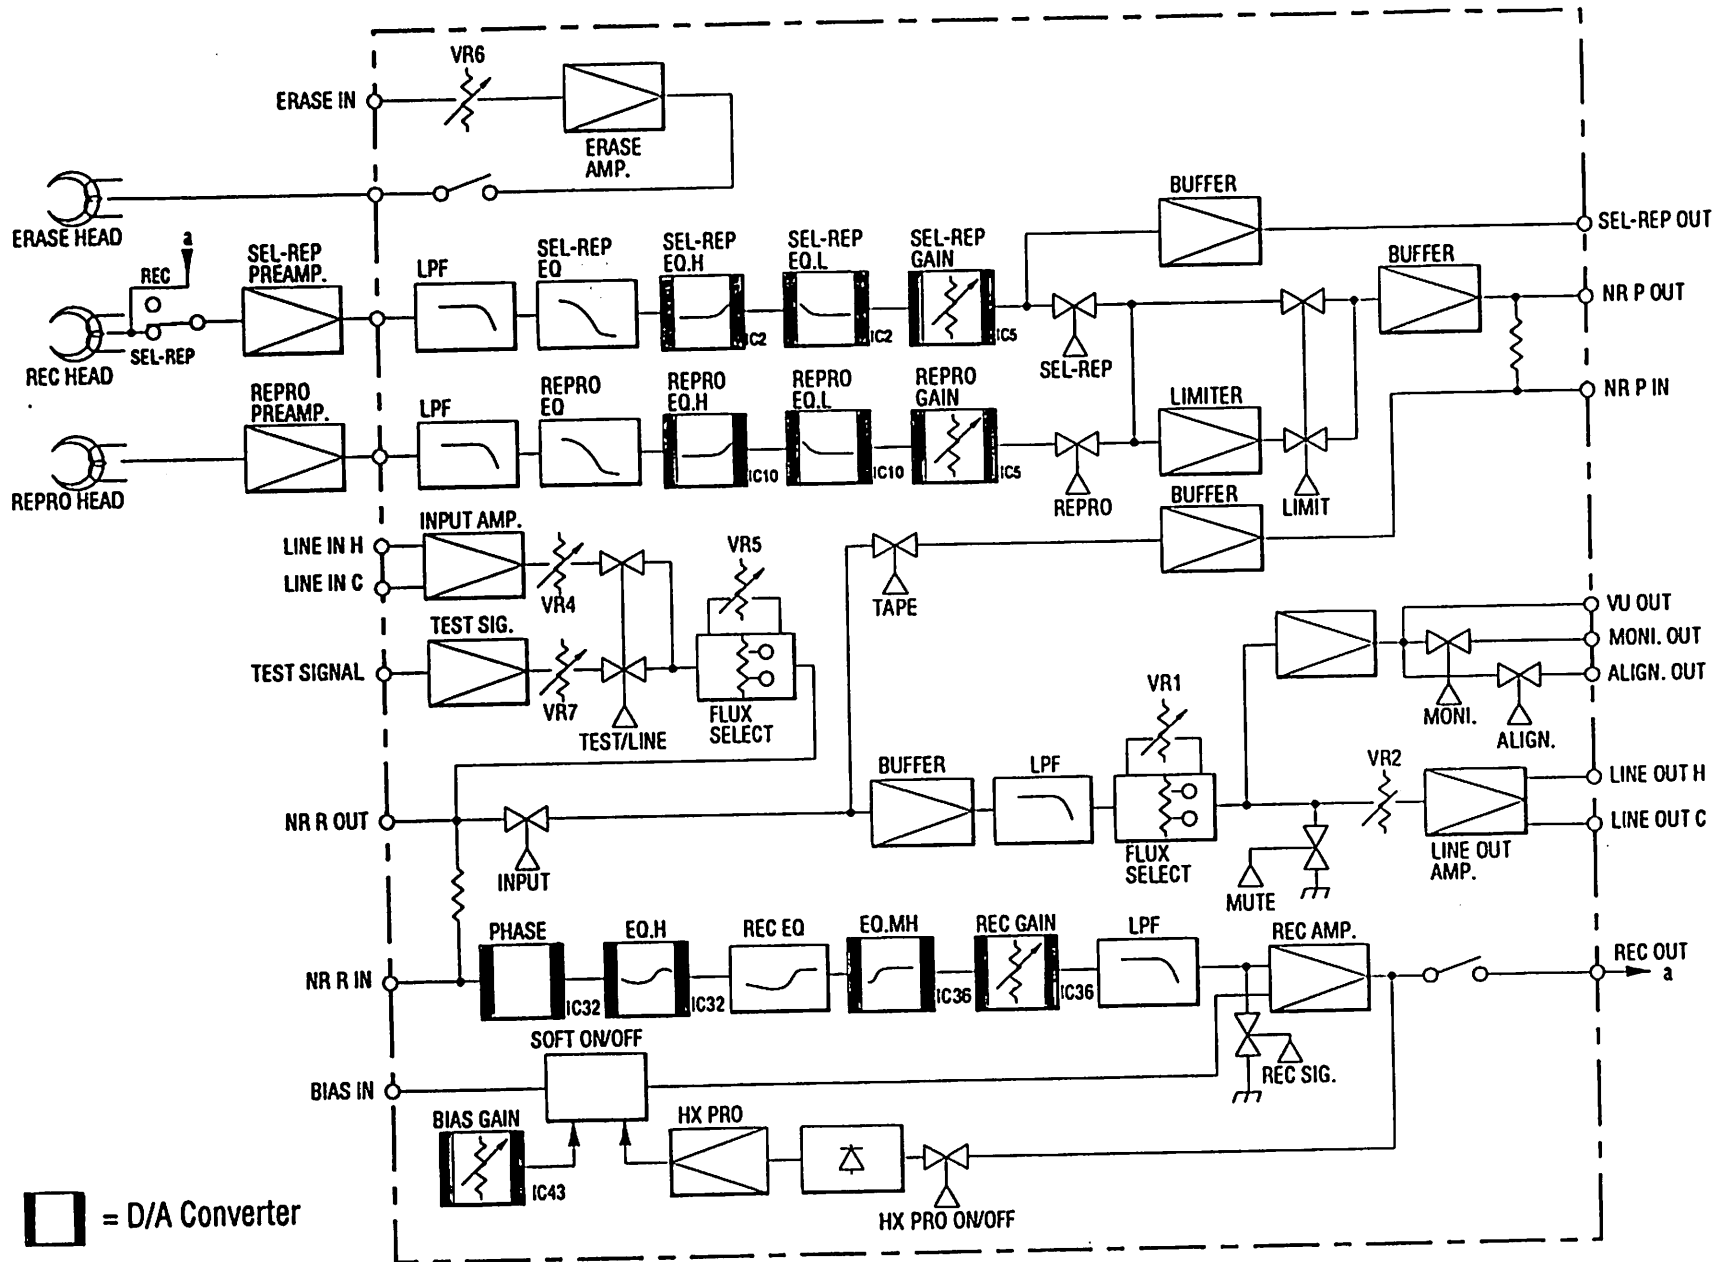 VR6
ERASE IN
ERASE
AMP.
ERASE HEAD
a
REC
SEL-REP
PREAMP.
SEL-REP
REC HEAD
LPF
SEL-REP
EQ
SEL-REP
EQ.H
IC2
SEL-REP
EQ.L
IC2
SEL-REP
GAIN
IC5
SEL-REP
BUFFER
SEL-REP OUT
BUFFER
NR P OUT
NR P IN
REPRO
PREAMP.
REPRO HEAD
LPF
REPRO
EQ
REPRO
EQ.H
IC10
REPRO
EQ.L
IC10
REPRO
GAIN
IC5
REPRO
LIMITER
LIMIT
BUFFER
LINE IN H
LINE IN C
INPUT AMP.
VR4
VR5
TAPE
TEST SIGNAL
TEST SIG.
VR7
TEST/LINE
FLUX
SELECT
VU OUT
MONI. OUT
ALIGN. OUT
MONI.
ALIGN.
VR1
NR R OUT
INPUT
BUFFER
LPF
FLUX
SELECT
MUTE
VR2
LINE OUT
AMP.
LINE OUT H
LINE OUT C
NR R IN
PHASE
IC32
EQ.H
IC32
REC EQ
EQ.MH
IC36
REC GAIN
IC36
LPF
REC AMP.
REC SIG.
REC OUT
a
BIAS IN
SOFT ON/OFF
BIAS GAIN
IC43
HX PRO
HX PRO ON/OFF
= D/A Converter